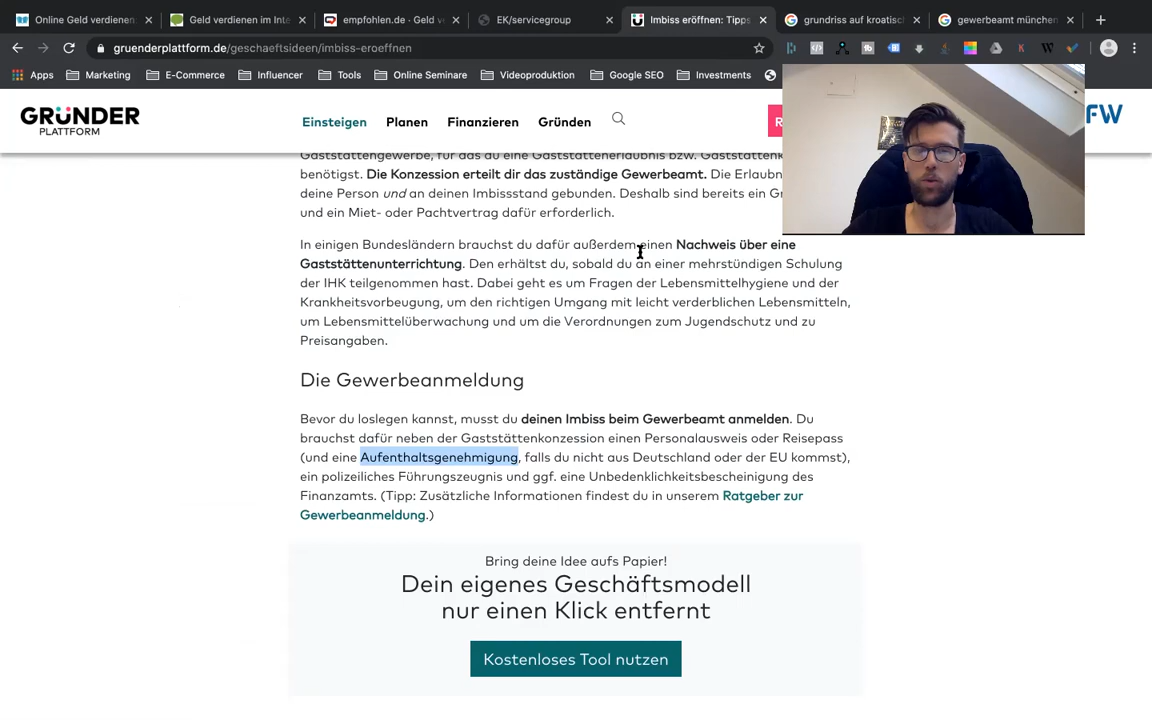 Online Geld verdienen
Geld verdienen im Inte
empfohlen.de - Geld v
EK/servicegroup
Imbiss eröffnen: Tipps
grundriss auf kroatisch
gewerbeamt münchen
gruenderplattform.de/geschaeftsideen/imbiss-eroeffnen
Apps
Marketing
E-Commerce
Influencer
Tools
Online Seminare
Videoproduktion
Google SEO
Investments
GRÜNDER
PLATTFORM
Einsteigen
Planen
Finanzieren
Gründen
R
FW
Gaststättengewerbe, für das du eine Gaststättenerlaubnis bzw.
benötigst. Die Konzession erteilt dir das zuständige Gewerbeamt. Die
deine Person und an deinen Imbissstand gebunden. Deshalb sind bereits ein
und ein Miet- oder Pachtvertrag dafür erforderlich.
In einigen Bundesländern brauchst du dafür außerdem einen Nachweis über eine
Gaststättenunterrichtung. Den erhältst du, sobald du an einer mehrstündigen Schulung
der IHK teilgenommen hast. Dabei geht es um Fragen der Lebensmittelhygiene und der
Krankheitsvorbeugung, um den richtigen Umgang mit leicht verderblichen Lebensmitteln,
um Lebensmittelüberwachung und um die Verordnungen zum Jugendschutz und zu
Preisangaben.
Die Gewerbeanmeldung
Bevor du loslegen kannst, musst du deinen Imbiss beim Gewerbeamt anmelden. Du
brauchst dafür neben der Gaststättenkonzession einen Personalausweis oder Reisepass
(und eine Aufenthaltsgenehmigung, falls du nicht aus Deutschland oder der EU kommst),
ein polizeiliches Führungszeugnis und ggf. eine Unbedenklichkeitsbescheinigung des
Finanzamts. (Tipp: Zusätzliche Informationen findest du in unserem Ratgeber zur
Gewerbeanmeldung.)
Bring deine Idee aufs Papier!
Dein eigenes Geschäftsmodell
nur einen Klick entfernt
Kostenloses Tool nutzen